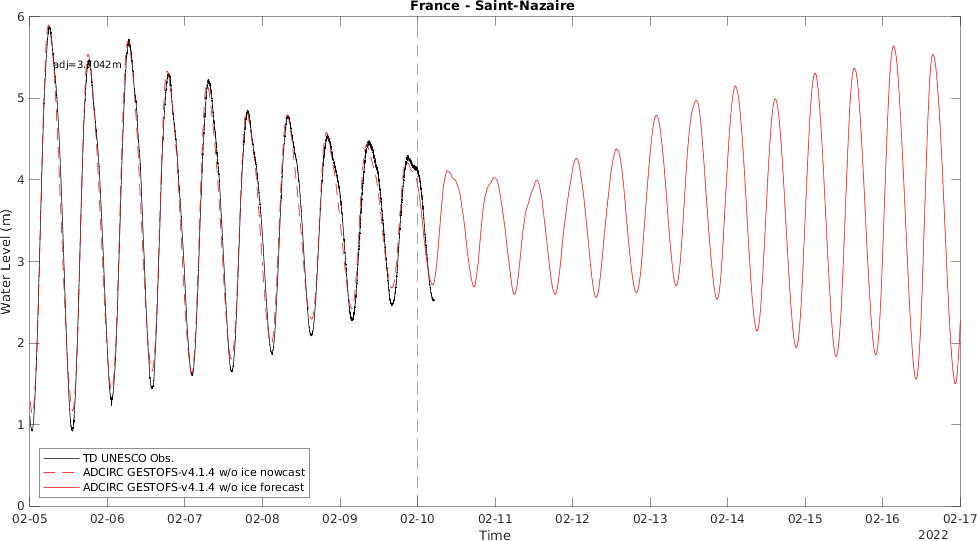 France - Saint-Nazaire
Water Level (m)
6
5
4
3
2
1
0
TD UNESCO Obs.
ADCIRC GESTOFS-v4.1.4 w/o ice nowcast
ADCIRC GESTOFS-v4.1.4 w/o ice forecast
02-05 02-06 02-07 02-08 02-09 02-10 02-11 02-12 02-13 02-14 02-15 02-16 02-17
Time
2022